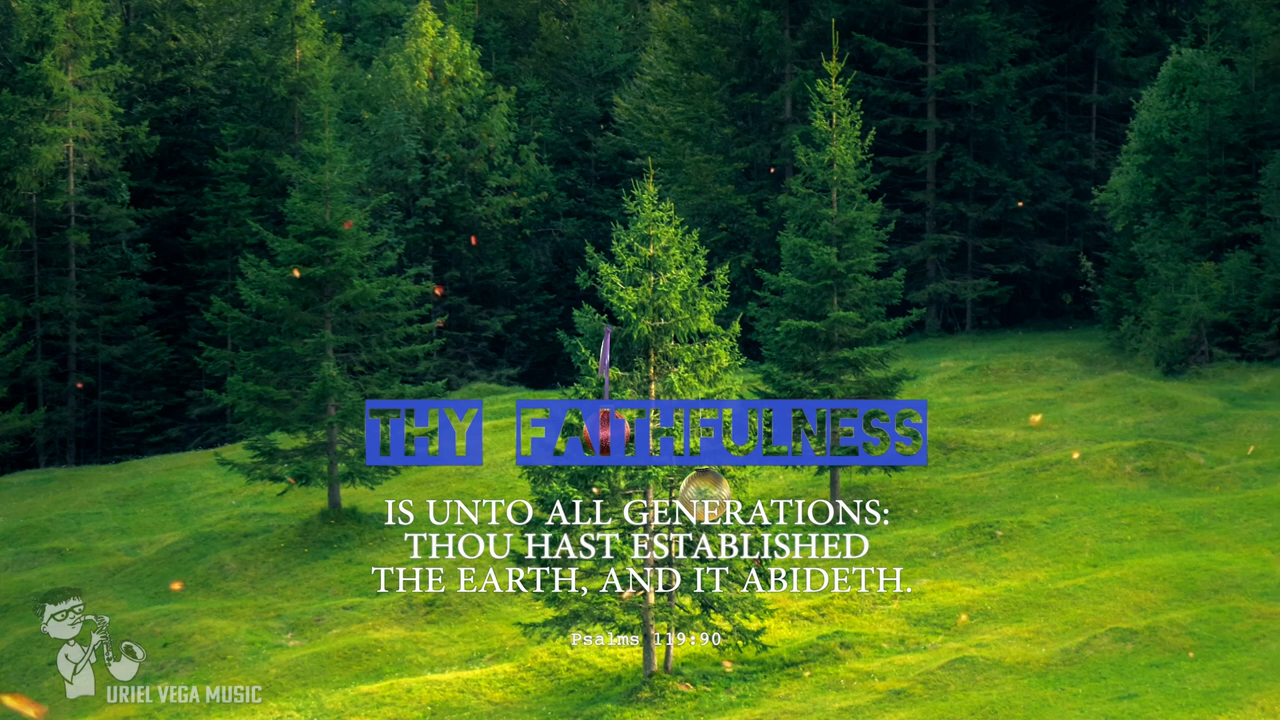 THY FAITHFULNESS
IS UNTO ALL GENERATIONS:
THOU HAST ESTABLISHED
THE EARTH, AND IT ABIDETH.
Psalms 119:90
URIEL VEGA MUSIC